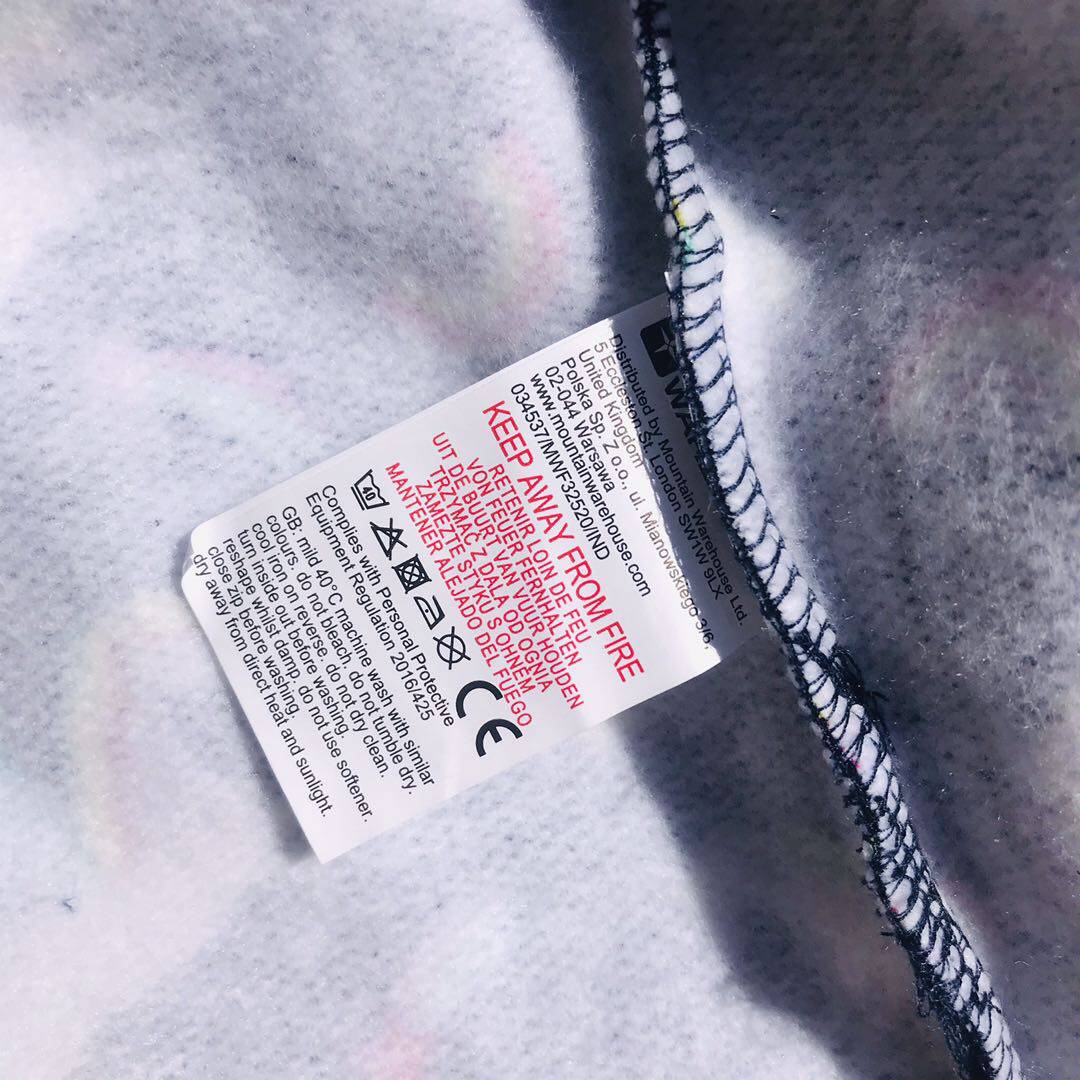 WA
Distributed by Mountain Warehouse Ltd.
5 Eccleston St. London SW1W 9LX
United Kingdom
Polska Sp. Z o.o., ul. Marjowskiego 3/6,
02-044 Warsawa
www.mountainwarehouse.com
034537/MWF32520/IND
KEEP AWAY FROM FIRE
RETENIR LOIN DE FEU
VON FEUER FERNHALTEN
UIT DE BUURT VAN VUUR HOUDEN
TRZYMAĆ Z DALA OD OGNIA
ZAMEZTE STYKU S OHNĚM
MANTENER ALEJADO DEL FUEGO
40
CE
Complies with Personal Protective
Equipment Regulation 2016/425
GB: mild 40°C machine wash with similar
colours. do not bleach. do not tumble dry.
cool iron on reverse. do not dry clean.
turn inside out before washing.
reshape whilst damp. do not use softener.
close zip before washing.
dry away from direct heat and sunlight.